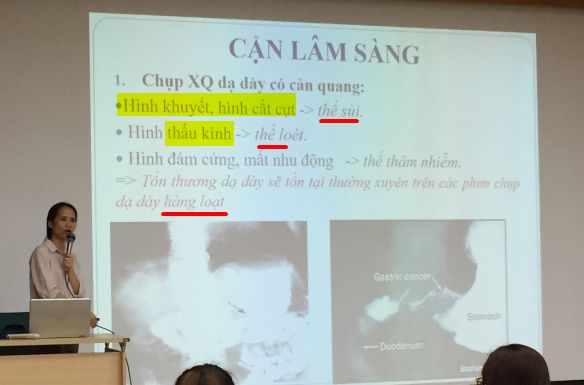 CẬN LÂM SÀNG
1. Chụp XQ dạ dày có cản quang:
•Hình khuyết, hình cắt cụt -> thể sùi.
• Hình thấu kính -> thể loét.
• Hình đám cứng, mất nhu động -> thể thâm nhiễm.
=> Tổn thương dạ dày sẽ tồn tại thường xuyên trên các phim chụp
dạ dày hàng loạt
Gastric cancer
Stomach
Duodenum